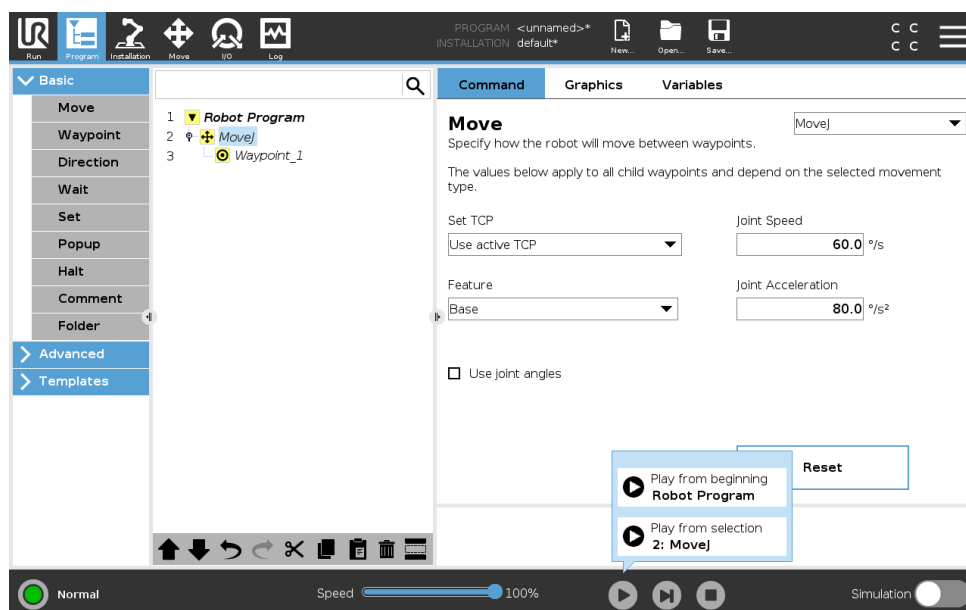 UR
Run
Program
Installation
Move
I/O
Log
PROGRAM <unnamed>*
INSTALLATION default*
New...
Open...
Save...
C C
C C
Basic
Move
Waypoint
Direction
Wait
Set
Popup
Halt
Comment
Folder
Advanced
Templates
1 Robot Program
2 MoveJ
3 Waypoint_1
Command Graphics Variables
Move
MoveJ
Specify how the robot will move between waypoints.
The values below apply to all child waypoints and depend on the selected movement
type.
Set TCP
Joint Speed
Use active TCP
60.0 °/s
Feature
Joint Acceleration
Base
80.0 °/s²
Use joint angles
Reset
Play from beginning
Robot Program
Play from selection
2: MoveJ
Normal
Speed
100%
Simulation